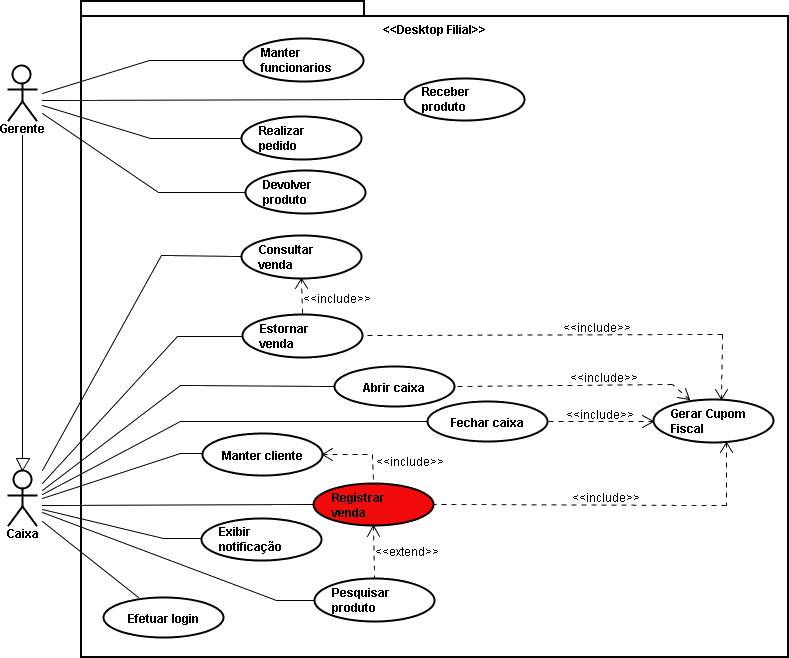 <<Desktop Filial>>
Manter
funcionarios
Receber
produto
Gerente
Realizar
pedido
Devolver
produto
Consultar
venda
<<include>>
Estornar
venda
<<include>>
Abrir caixa
<<include>>
Fechar caixa
<<include>>
Gerar Cupom
Fiscal
Manter cliente
<<include>>
Registrar
venda
<<include>>
Caixa
Exibir
notificação
<<extend>>
Pesquisar
produto
Efetuar login